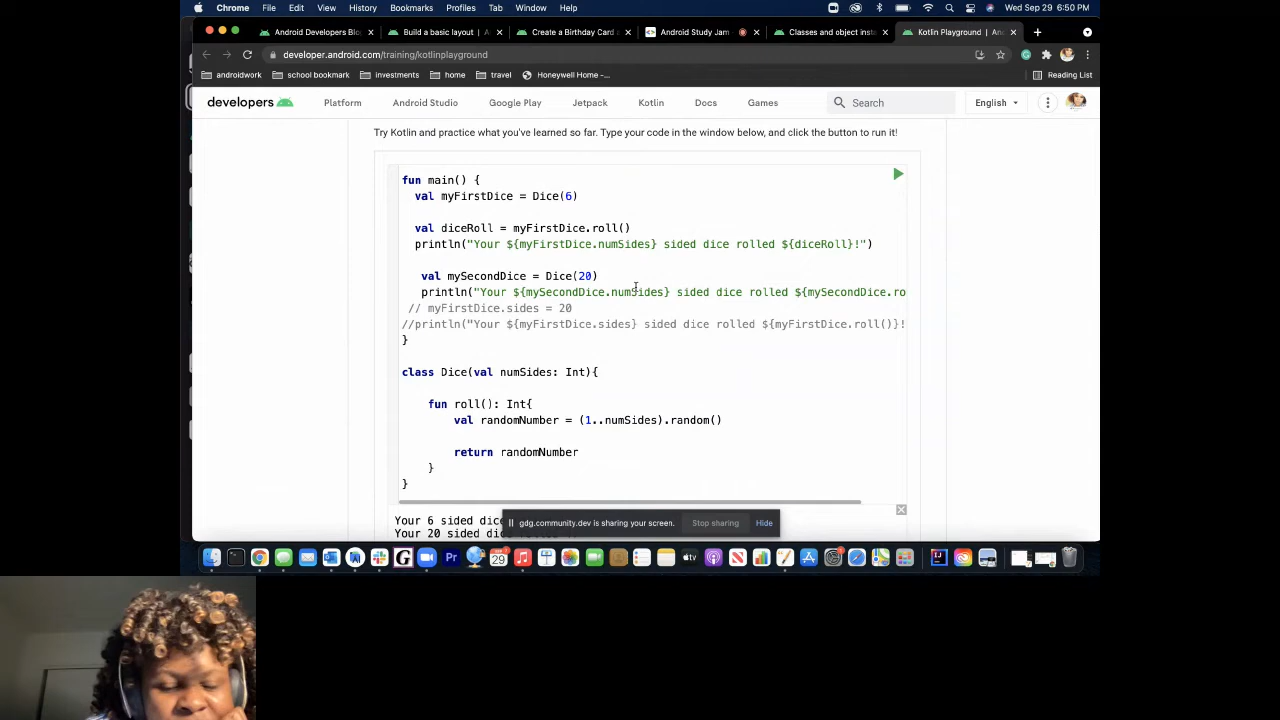 Chrome File Edit View History Bookmarks Profiles Tab Window Help Wed Sep 29 6:50 PM
Android Developers Blo Build a basic layout | A Create a Birthday Card a Android Study Jam Classes and object inst Kotlin Playground | And
developer.android.com/training/kotlinplayground
androidwork school bookmark investments home travel Honeywell Home -... Reading List
developers Platform Android Studio Google Play Jetpack Kotlin Docs Games Search English
Try Kotlin and practice what you've learned so far. Type your code in the window below, and click the button to run it!
fun main() {
val myFirstDice = Dice(6)
val diceRoll = myFirstDice.roll()
println("Your ${myFirstDice.numSides} sided dice rolled ${diceRoll}!")
val mySecondDice = Dice(20)
println("Your ${mySecondDice.numSides} sided dice rolled ${mySecondDice.ro
// myFirstDice.sides = 20
//println("Your ${myFirstDice.sides} sided dice rolled ${myFirstDice.roll()}!
}
class Dice(val numSides: Int){
fun roll(): Int{
val randomNumber = (1..numSides).random()
return randomNumber
}
}
Your 6 sided dice
Your 20 sided dice
gdg.community.dev is sharing your screen. Stop sharing Hide